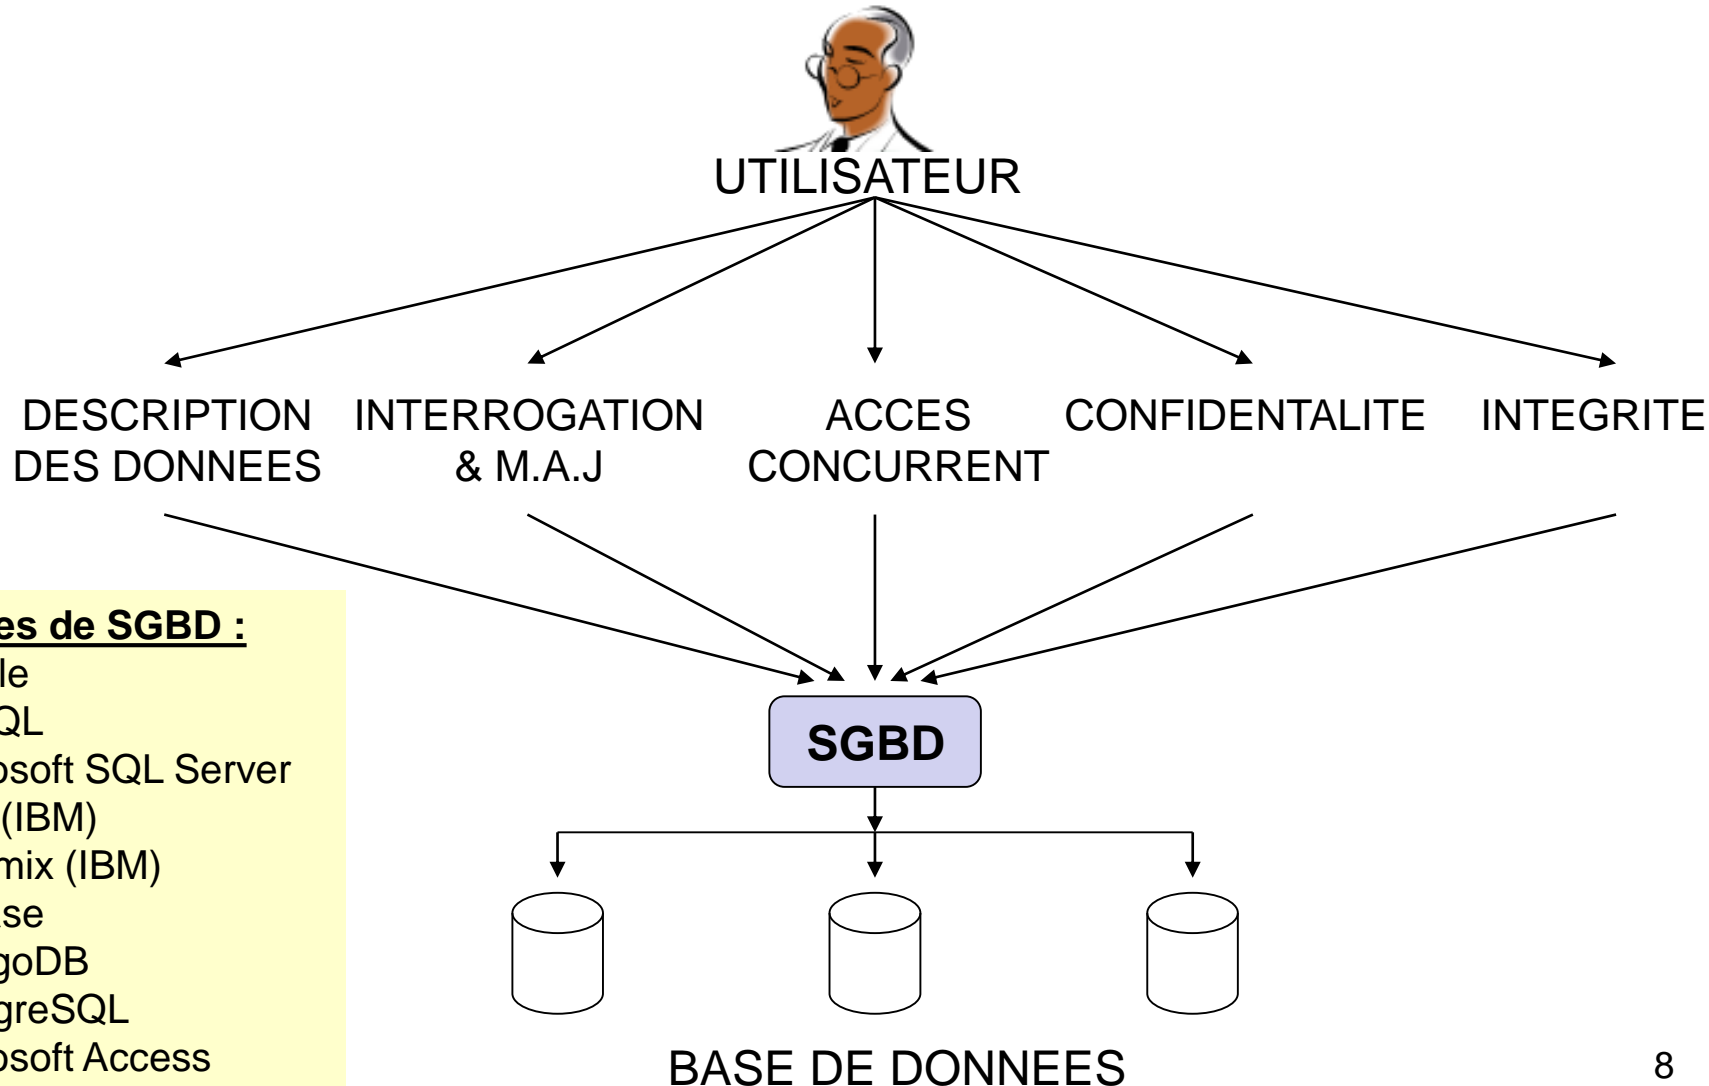 UTILISATEUR
DESCRIPTION
DES DONNEES
INTERROGATION
& M.A.J
ACCES
CONCURRENT
CONFIDENTALITE
INTEGRITE
es de SGBD :
le
QL
osoft SQL Server
(IBM)
mix (IBM)
se
goDB
greSQL
osoft Access
SGBD
BASE DE DONNEES
8